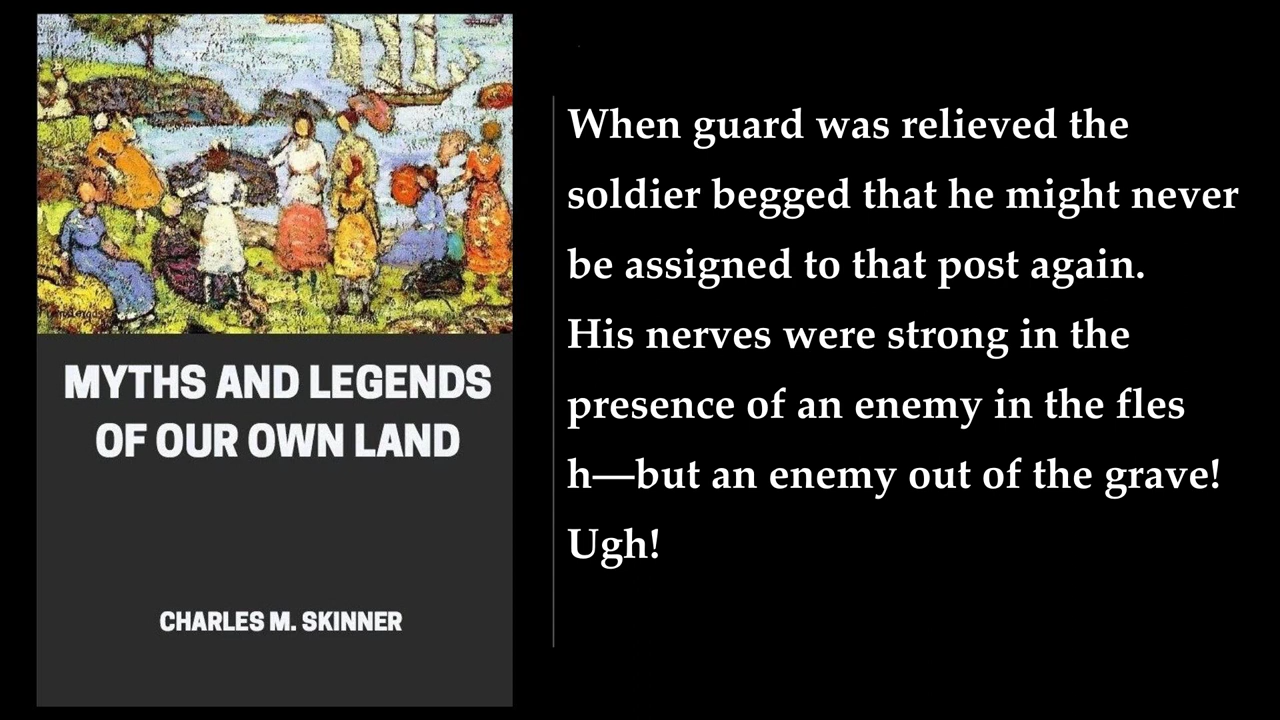 MYTHS AND LEGENDS
OF OUR OWN LAND
CHARLES M. SKINNER
When guard was relieved the
soldier begged that he might never
be assigned to that post again.
His nerves were strong in the
presence of an enemy in the fles
h—but an enemy out of the grave!
Ugh!